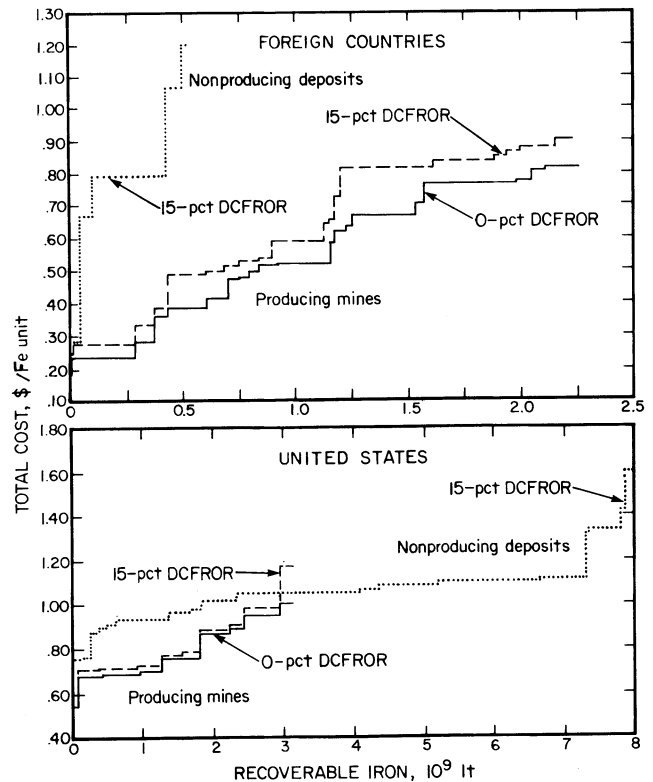 1.30
1.20
1.10
1.00
.90
.80
.70
.60
.50
.40
.30
.20
.10
FOREIGN COUNTRIES
Nonproducing deposits
15-pct DCFROR
15-pct DCFROR
0-pct DCFROR
Producing mines
0 0.5 1.0 1.5 2.0 2.5
TOTAL COST, $/Fe unit
1.80
1.60
1.40
1.20
1.00
.80
.60
.40
UNITED STATES
15-pct DCFROR
Nonproducing deposits
15-pct DCFROR
0-pct DCFROR
Producing mines
0 1 2 3 4 5 6 7 8
RECOVERABLE IRON, 10⁹ lt